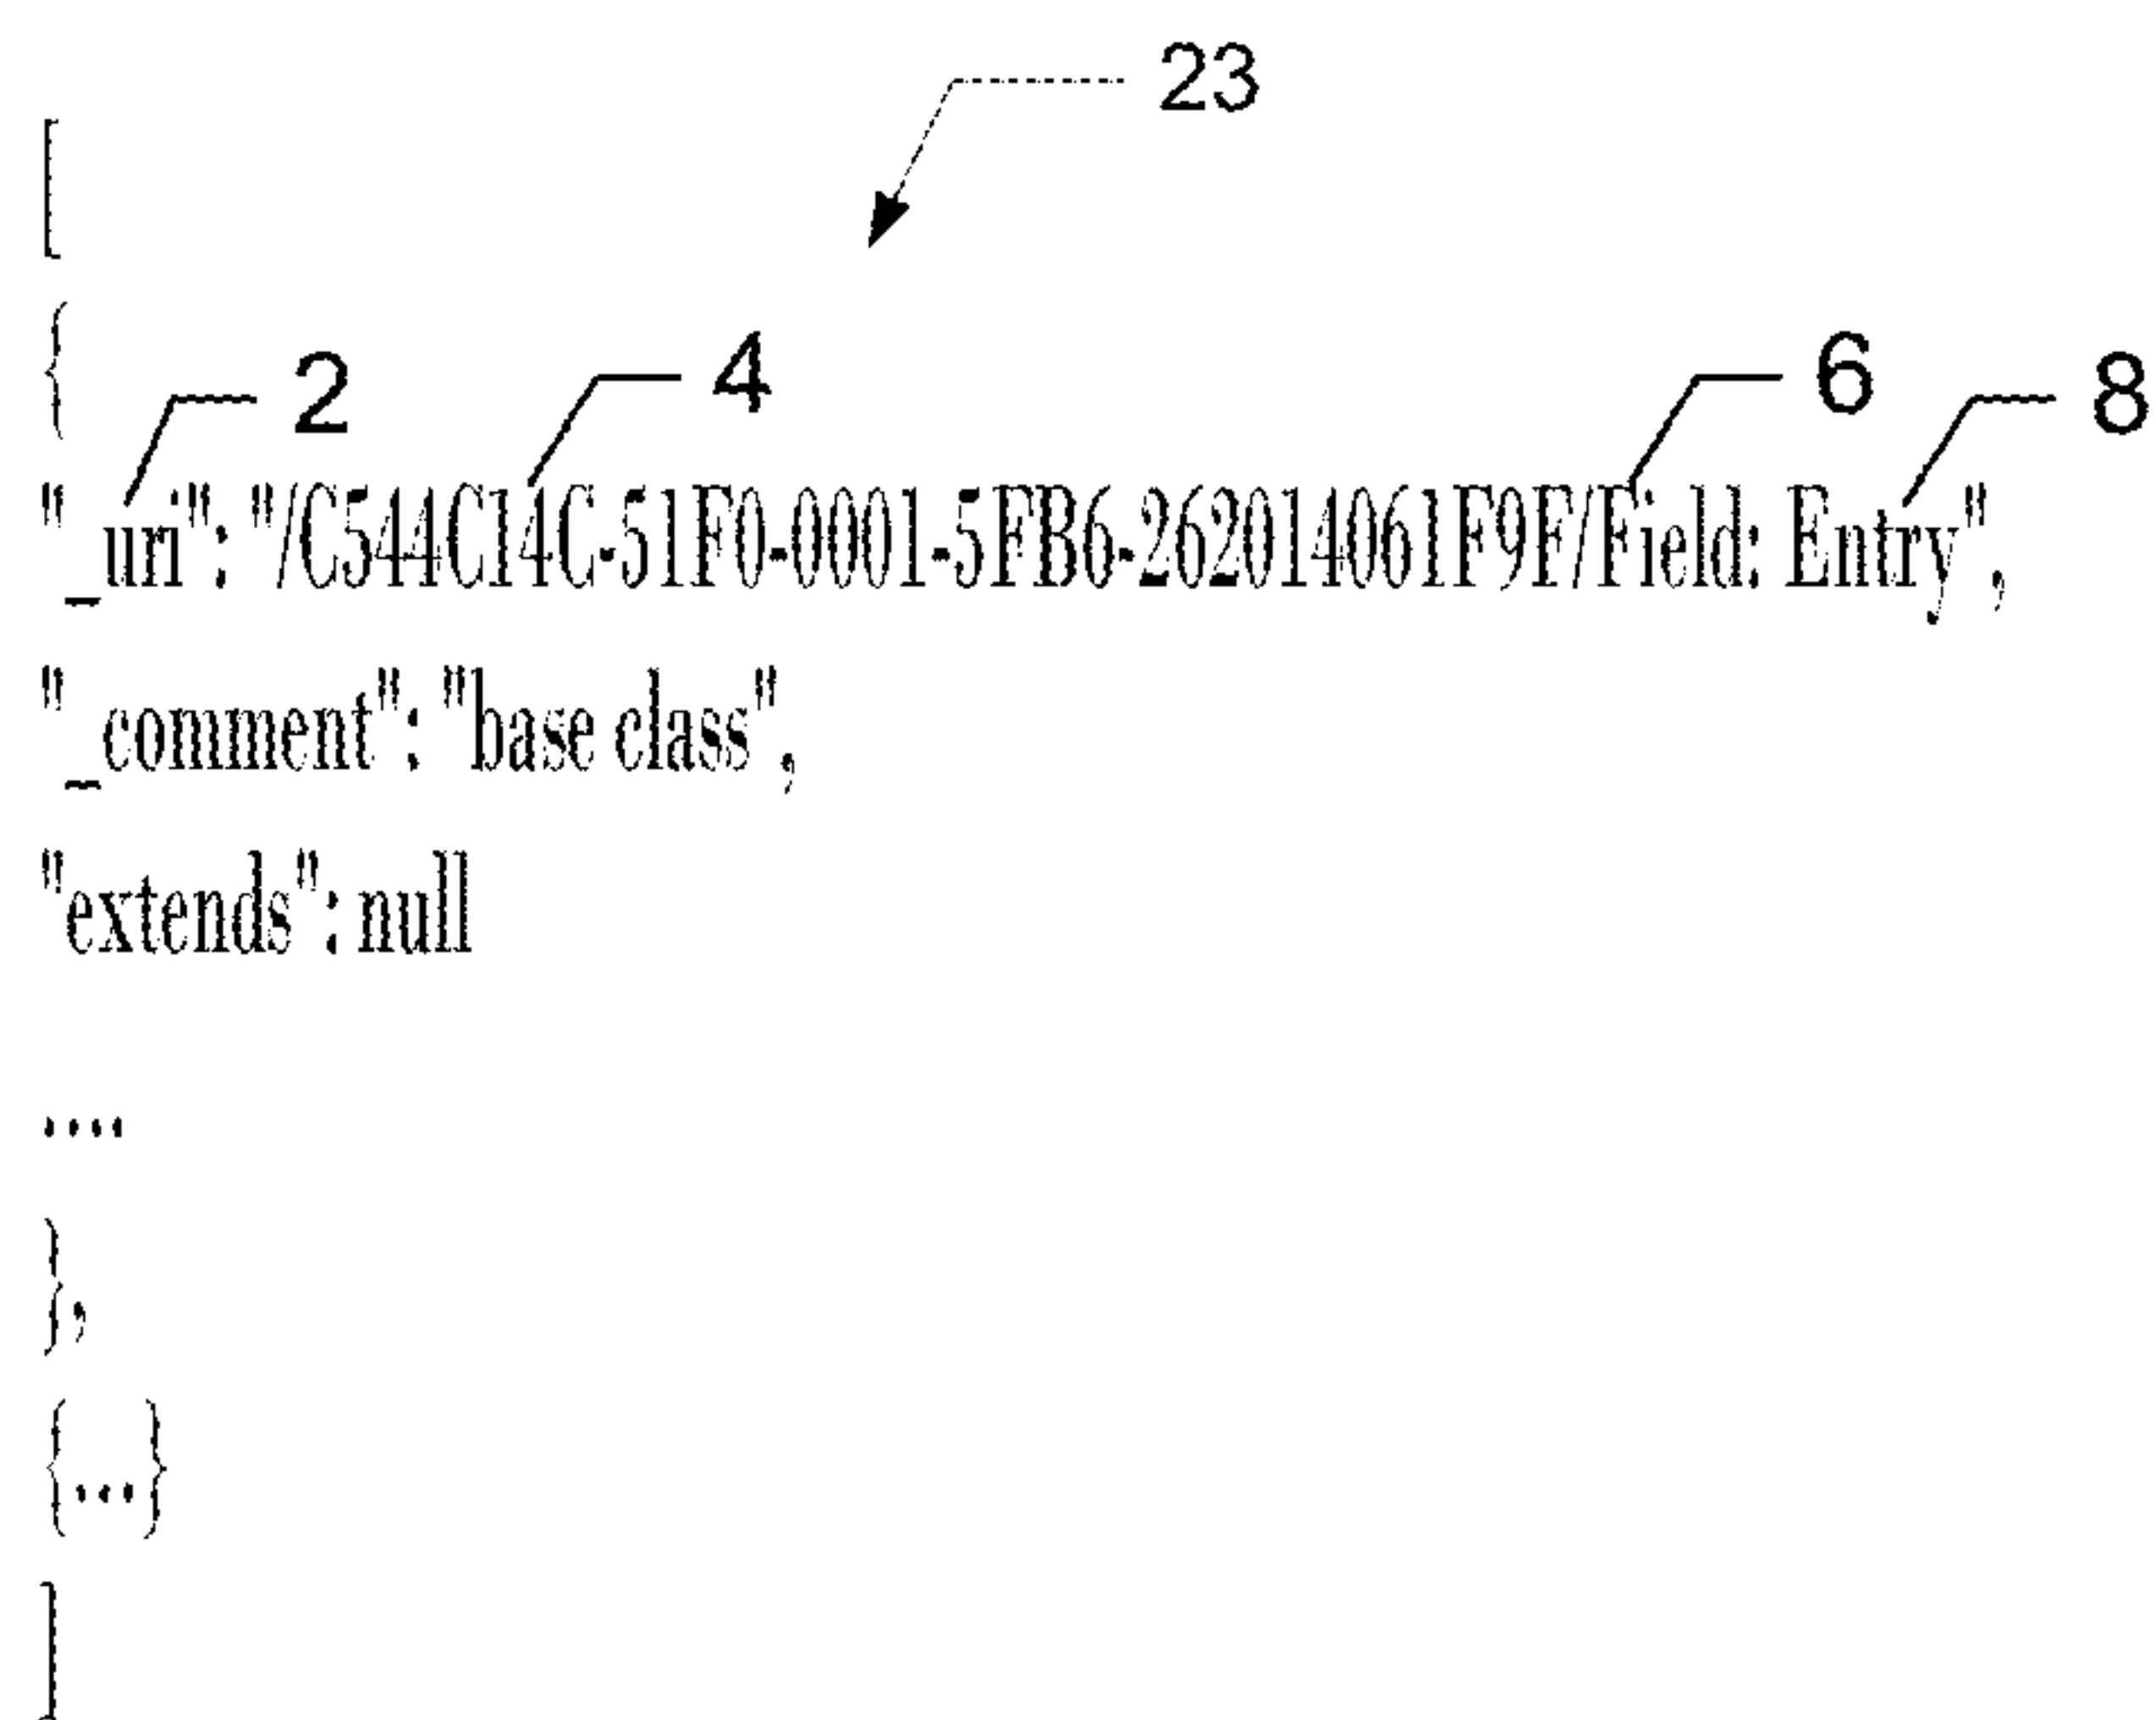 23
[
{
2 4 6 8
"_uri": "/C544C14C-51F0-0001-5FB6-262014061F9F/Field: Entry",
"_comment": "base class",
"extends": null
....
},
{...}
]